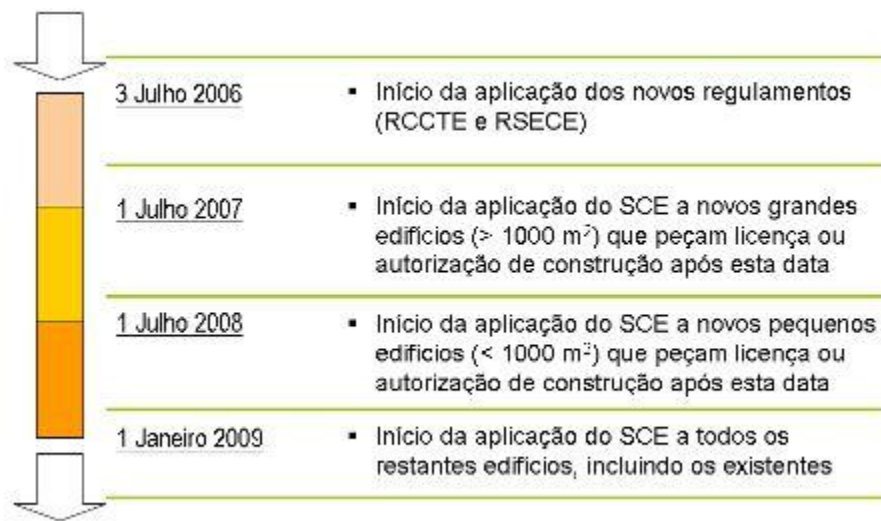 3 Julho 2006
▪ Início da aplicação dos novos regulamentos
(RCCTE e RSECE)
1 Julho 2007
▪ Início da aplicação do SCE a novos grandes
edifícios (> 1000 m²) que peçam licença ou
autorização de construção após esta data
1 Julho 2008
▪ Início da aplicação do SCE a novos pequenos
edifícios (< 1000 m²) que peçam licença ou
autorização de construção após esta data
1 Janeiro 2009
▪ Início da aplicação do SCE a todos os
restantes edifícios, incluindo os existentes